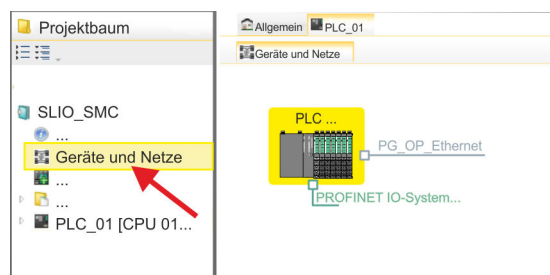 Projektbaum
SLIO_SMC
...
Geräte und Netze
...
...
PLC_01 [CPU 01...
Allgemein PLC_01
Geräte und Netze
PLC ...
PG_OP_Ethernet
PROFINET IO-System...